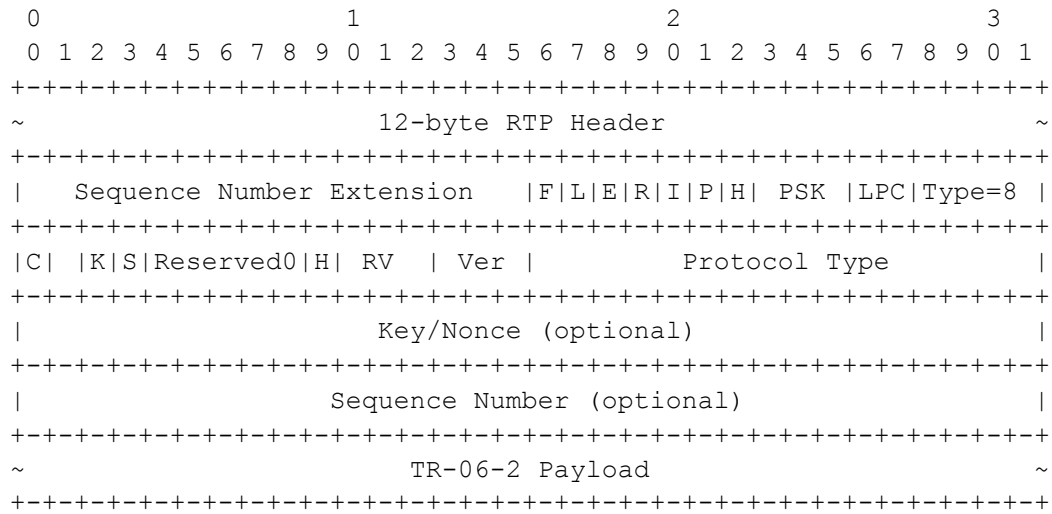 0                   1                   2                   3
 0 1 2 3 4 5 6 7 8 9 0 1 2 3 4 5 6 7 8 9 0 1 2 3 4 5 6 7 8 9 0 1
+-+-+-+-+-+-+-+-+-+-+-+-+-+-+-+-+-+-+-+-+-+-+-+-+-+-+-+-+-+-+-+-+
~                      12-byte RTP Header                       ~
+-+-+-+-+-+-+-+-+-+-+-+-+-+-+-+-+-+-+-+-+-+-+-+-+-+-+-+-+-+-+-+-+
|   Sequence Number Extension   |F|L|E|R|I|P|H| PSK |LPC|Type=8 |
+-+-+-+-+-+-+-+-+-+-+-+-+-+-+-+-+-+-+-+-+-+-+-+-+-+-+-+-+-+-+-+-+
|C| |K|S|Reserved0|H| RV  | Ver |         Protocol Type         |
+-+-+-+-+-+-+-+-+-+-+-+-+-+-+-+-+-+-+-+-+-+-+-+-+-+-+-+-+-+-+-+-+
|                      Key/Nonce (optional)                     |
+-+-+-+-+-+-+-+-+-+-+-+-+-+-+-+-+-+-+-+-+-+-+-+-+-+-+-+-+-+-+-+-+
|                   Sequence Number (optional)                  |
+-+-+-+-+-+-+-+-+-+-+-+-+-+-+-+-+-+-+-+-+-+-+-+-+-+-+-+-+-+-+-+-+
~                        TR-06-2 Payload                        ~
+-+-+-+-+-+-+-+-+-+-+-+-+-+-+-+-+-+-+-+-+-+-+-+-+-+-+-+-+-+-+-+-+